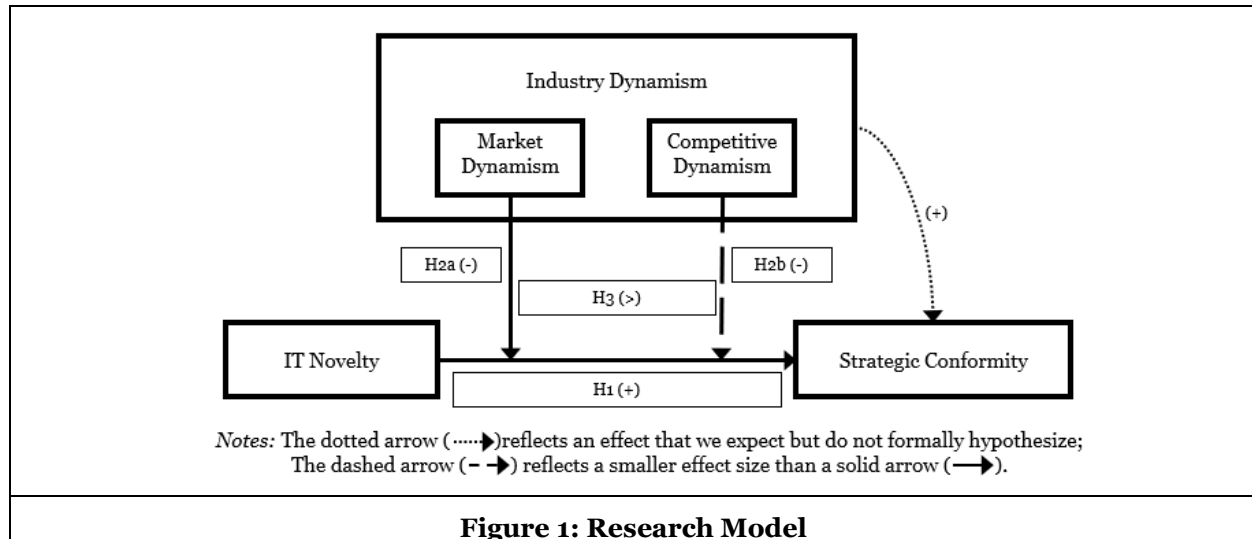 Industry Dynamism
Market
Dynamism
Competitive
Dynamism
(+)
H2a (-)
H2b (-)
H3 (>)
IT Novelty
Strategic Conformity
H1 (+)
Notes: The dotted arrow ( ) reflects an effect that we expect but do not formally hypothesize;
The dashed arrow ( ) reflects a smaller effect size than a solid arrow ( ).
Figure 1: Research Model